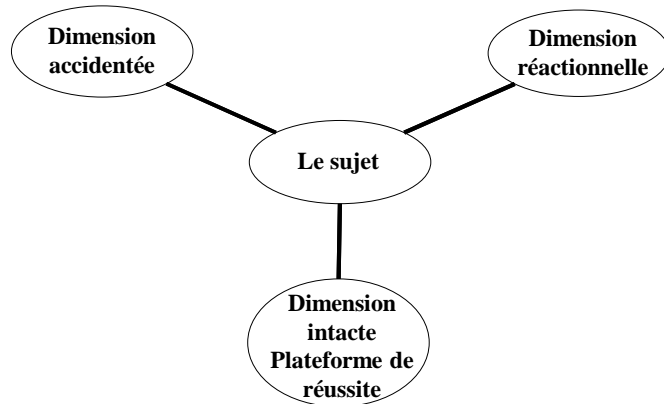 Dimension
accidentée
Dimension
réactionnelle
Le sujet
Dimension
intacte
Plateforme de
réussite